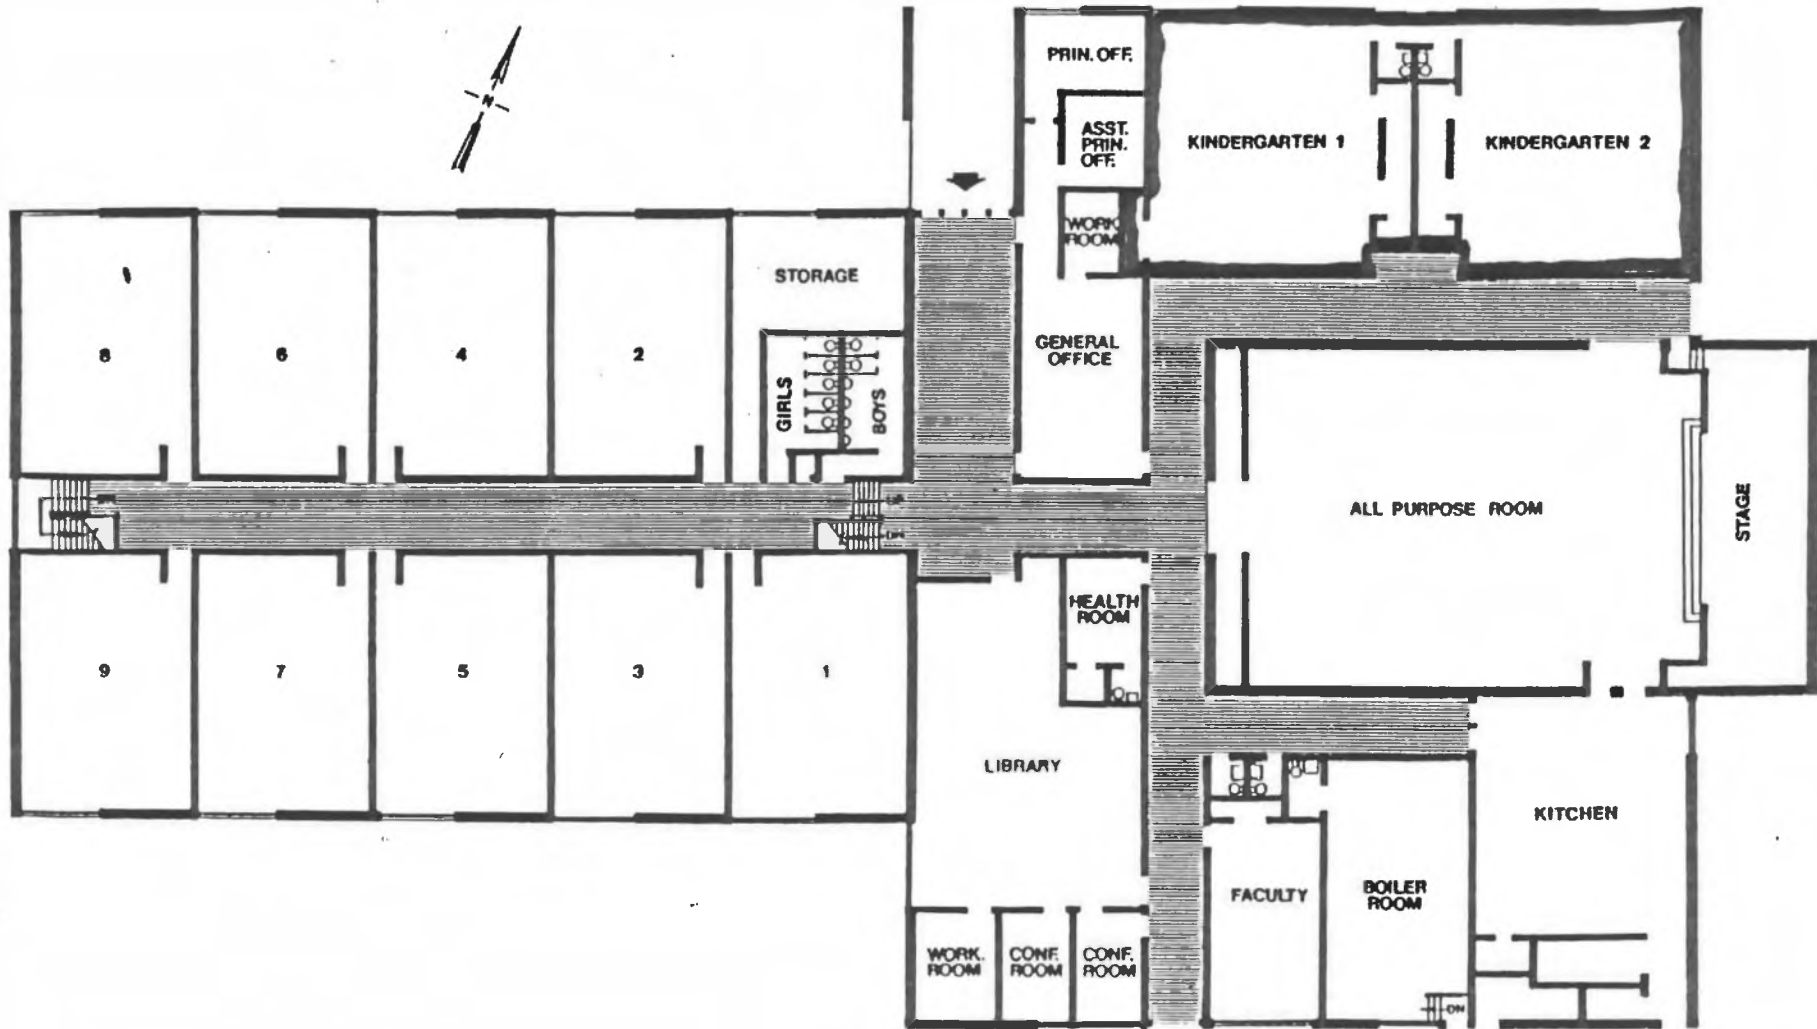 PRIN. OFF.
ASST.
PRIN.
OFF.
KINDERGARTEN 1
KINDERGARTEN 2
N
WORK
ROOM
STORAGE
GENERAL
OFFICE
8
6
4
2
GIRLS
BOYS
UP
DN
ALL PURPOSE ROOM
STAGE
HEALTH
ROOM
9
7
5
3
1
LIBRARY
KITCHEN
FACULTY
BOILER
ROOM
WORK.
ROOM
CONF.
ROOM
CONF.
ROOM
DN